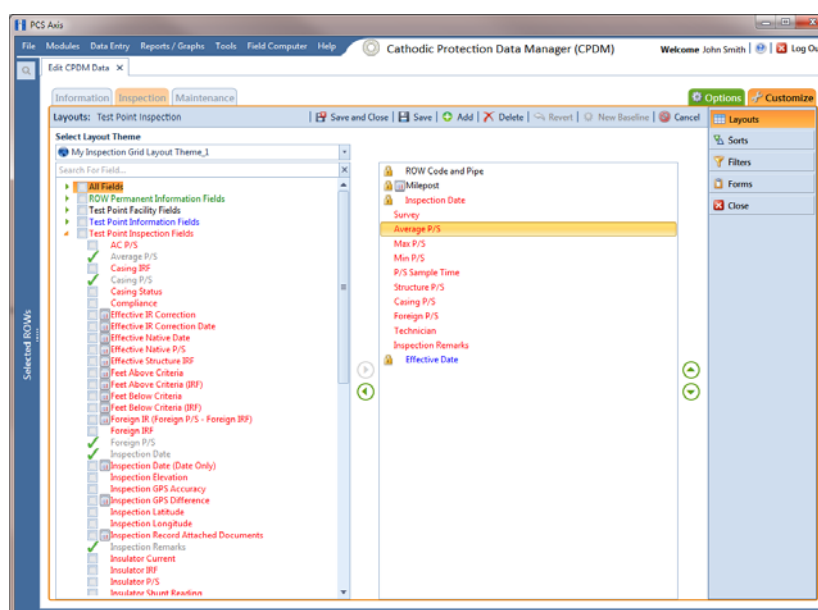 PCS Axis
File Modules Data Entry Reports / Graphs Tools Field Computer Help
Cathodic Protection Data Manager (CPDM)
Welcome John Smith | Log Ou
Edit CPDM Data X
Information Inspection Maintenance
Options Customize
Layouts: Test Point Inspection
| Save and Close | Save | Add | Delete | Revert | New Baseline | Cancel
Select Layout Theme
My Inspection Grid Layout Theme_1
Search For Field...
All Fields
ROW Permanent Information Fields
Test Point Facility Fields
Test Point Information Fields
Test Point Inspection Fields
AC P/S
Average P/S
Casing IRF
Casing P/S
Casing Status
Compliance
Effective IR Correction
Effective IR Correction Date
Effective Native Date
Effective Native P/S
Effective Structure IRF
Feet Above Criteria
Feet Above Criteria (IRF)
Feet Below Criteria
Feet Below Criteria (IRF)
Foreign IR (Foreign P/S - Foreign IRF)
Foreign IRF
Foreign P/S
Inspection Date
Inspection Date (Date Only)
Inspection Elevation
Inspection GPS Accuracy
Inspection GPS Difference
Inspection Latitude
Inspection Longitude
Inspection Record Attached Documents
Inspection Remarks
Insulator Current
Insulator IRF
Insulator P/S
Insulator Shunt Reading
ROW Code and Pipe
Milepost
Inspection Date
Survey
Average P/S
Max P/S
Min P/S
P/S Sample Time
Structure P/S
Casing P/S
Foreign P/S
Technician
Inspection Remarks
Effective Date
Layouts
Sorts
Filters
Forms
Close
Selected ROWs